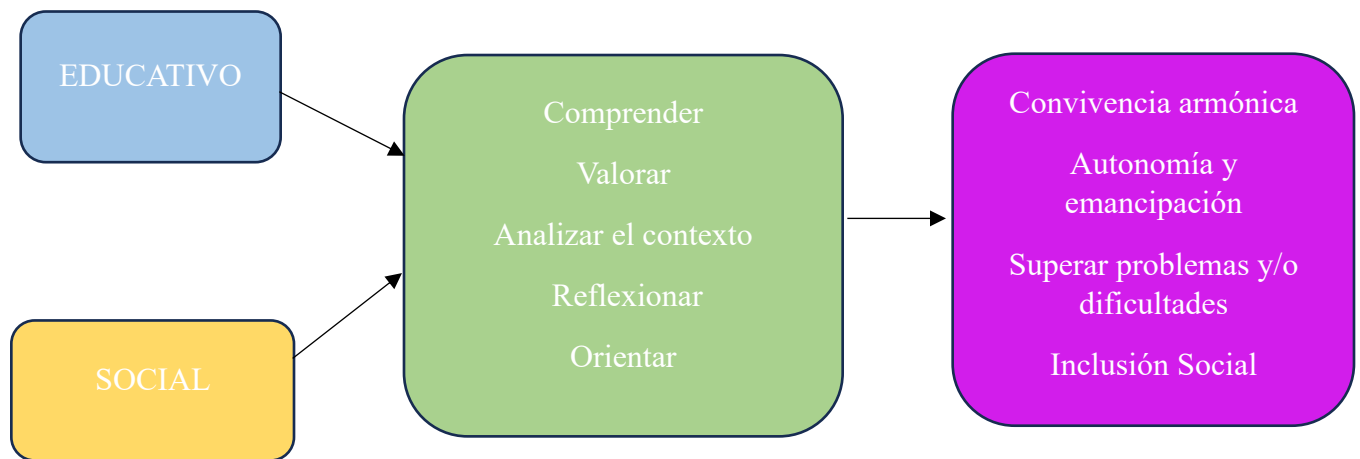 EDUCATIVO
SOCIAL
Comprender
Valorar
Analizar el contexto
Reflexionar
Orientar
Convivencia armónica
Autonomía y
emancipación
Superar problemas y/o
dificultades
Inclusión Social